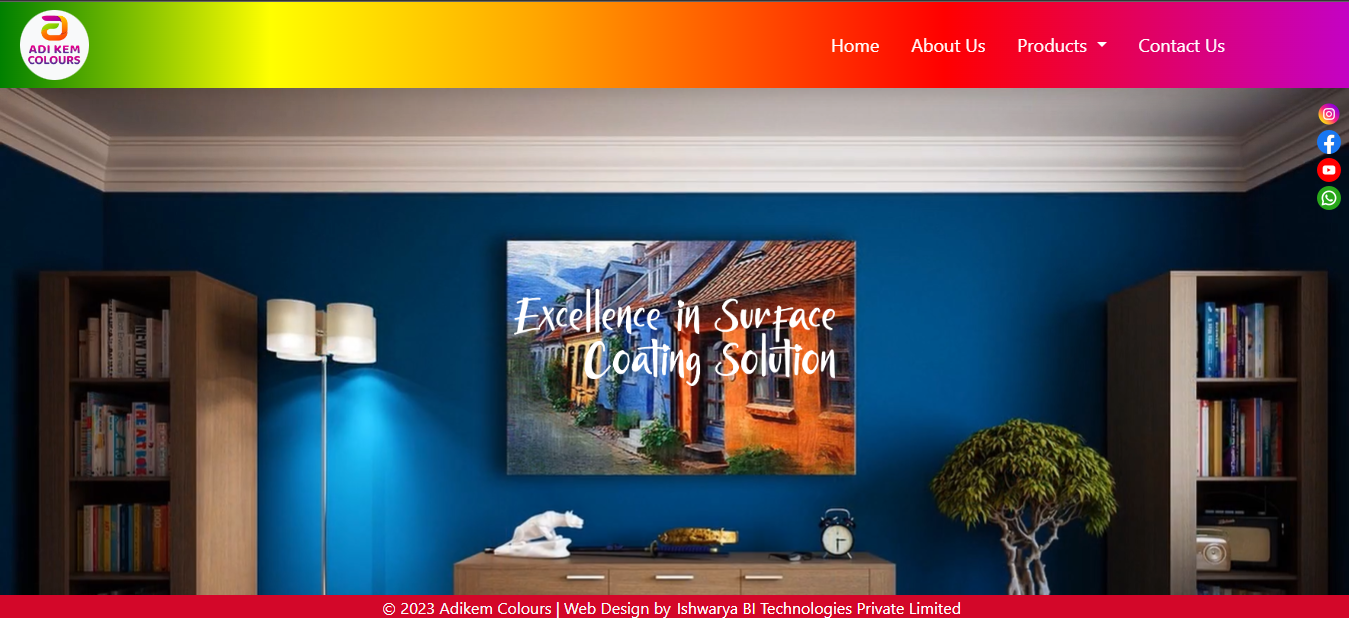 ADI KEM
COLOURS
Home
About Us
Products
Contact Us
Excellence in Surface
Coating Solution
© 2023 Adikem Colours | Web Design by Ishwarya BI Technologies Private Limited